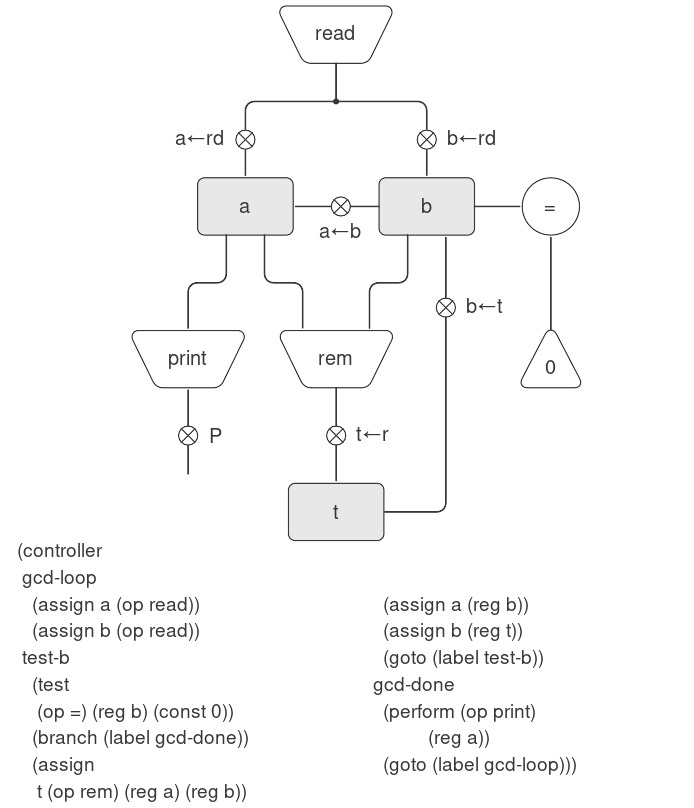 read
a←rd
b←rd
a
b
=
a←b
b←t
print
rem
0
P
t←r
t
(controller
gcd-loop
(assign a (op read))
(assign b (op read))
test-b
(test
(op =) (reg b) (const 0))
(branch (label gcd-done))
(assign
t (op rem) (reg a) (reg b))
(assign a (reg b))
(assign b (reg t))
(goto (label test-b))
gcd-done
(perform (op print)
(reg a))
(goto (label gcd-loop)))